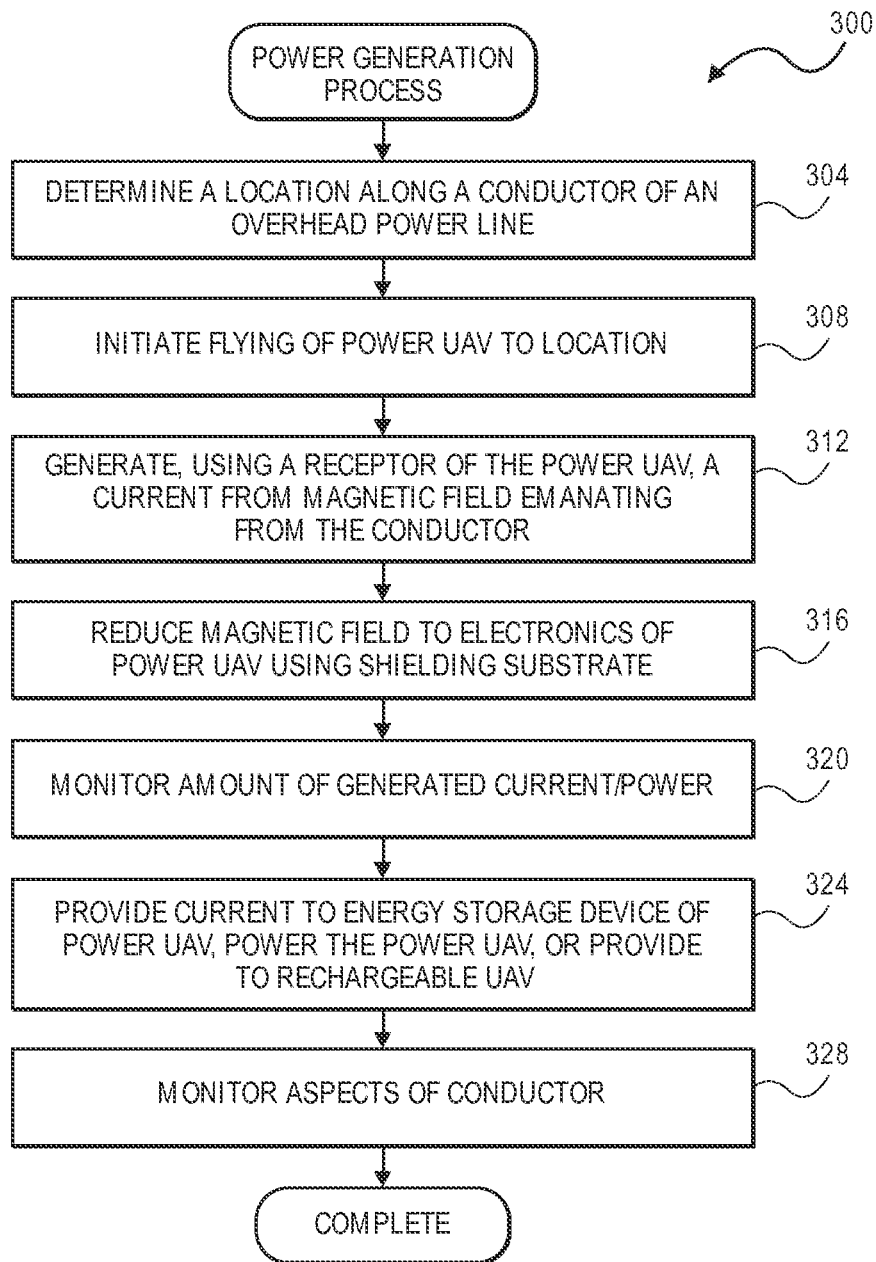 300
POWER GENERATION
PROCESS
DETERMINE A LOCATION ALONG A CONDUCTOR OF AN
OVERHEAD POWER LINE
304
INITIATE FLYING OF POWER UAV TO LOCATION
308
GENERATE, USING A RECEPTOR OF THE POWER UAV, A
CURRENT FROM MAGNETIC FIELD EMANATING
FROM THE CONDUCTOR
312
REDUCE MAGNETIC FIELD TO ELECTRONICS OF
POWER UAV USING SHIELDING SUBSTRATE
316
MONITOR AMOUNT OF GENERATED CURRENT/POWER
320
PROVIDE CURRENT TO ENERGY STORAGE DEVICE OF
POWER UAV, POWER THE POWER UAV, OR PROVIDE
TO RECHARGEABLE UAV
324
MONITOR ASPECTS OF CONDUCTOR
328
COMPLETE